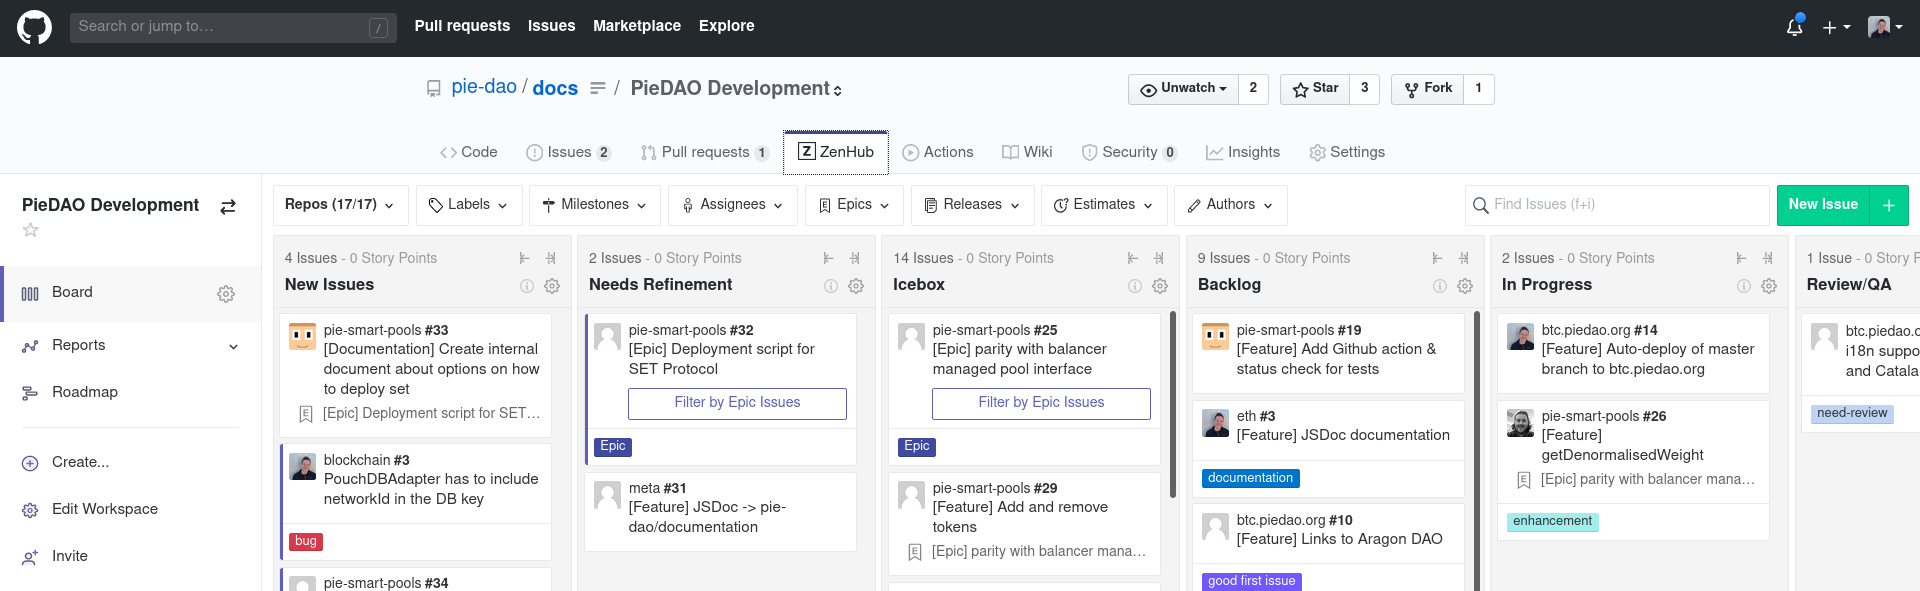 Search or jump to…
/
Pull requests Issues Marketplace Explore
pie-dao / docs / PieDAO Development
Unwatch 2
Star 3
Fork 1
Code
Issues 2
Pull requests 1
Z ZenHub
Actions
Wiki
Security 0
Insights
Settings
PieDAO Development
Board
Reports
Roadmap
Create...
Edit Workspace
Invite
Repos (17/17)
Labels
Milestones
Assignees
Epics
Releases
Estimates
Authors
Find Issues (f+i)
New Issue +
4 Issues - 0 Story Points
New Issues
pie-smart-pools #33
[Documentation] Create internal
document about options on how
to deploy set
[Epic] Deployment script for SET…
blockchain #3
PouchDBAdapter has to include
networkId in the DB key
bug
pie-smart-pools #34
2 Issues - 0 Story Points
Needs Refinement
pie-smart-pools #32
[Epic] Deployment script for
SET Protocol
Filter by Epic Issues
Epic
meta #31
[Feature] JSDoc -> pie-
dao/documentation
14 Issues - 0 Story Points
Icebox
pie-smart-pools #25
[Epic] parity with balancer
managed pool interface
Filter by Epic Issues
Epic
pie-smart-pools #29
[Feature] Add and remove
tokens
[Epic] parity with balancer mana…
9 Issues - 0 Story Points
Backlog
pie-smart-pools #19
[Feature] Add Github action &
status check for tests
eth #3
[Feature] JSDoc documentation
documentation
btc.piedao.org #10
[Feature] Links to Aragon DAO
good first issue
2 Issues - 0 Story Points
In Progress
btc.piedao.org #14
[Feature] Auto-deploy of master
branch to btc.piedao.org
pie-smart-pools #26
[Feature]
getDenormalisedWeight
[Epic] parity with balancer mana…
enhancement
1 Issue - 0 Story P
Review/QA
btc.piedao.o
i18n suppo
and Catala
need-review